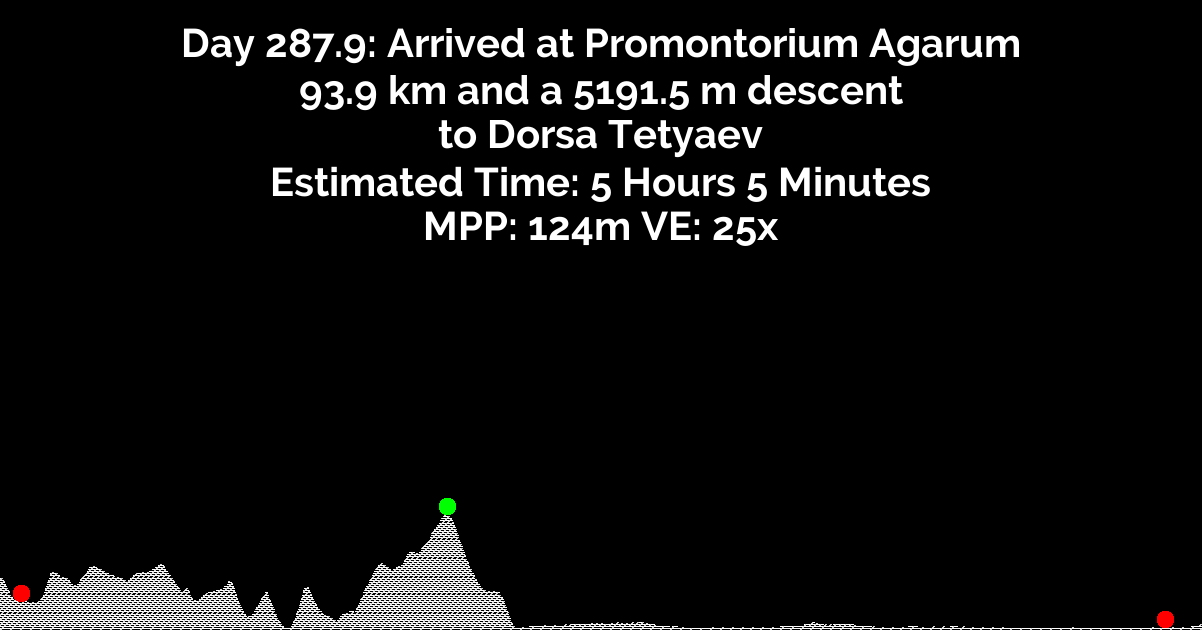 Day 287.9: Arrived at Promontorium Agarum
93.9 km and a 5191.5 m descent
to Dorsa Tetyaev
Estimated Time: 5 Hours 5 Minutes
MPP: 124m VE: 25x